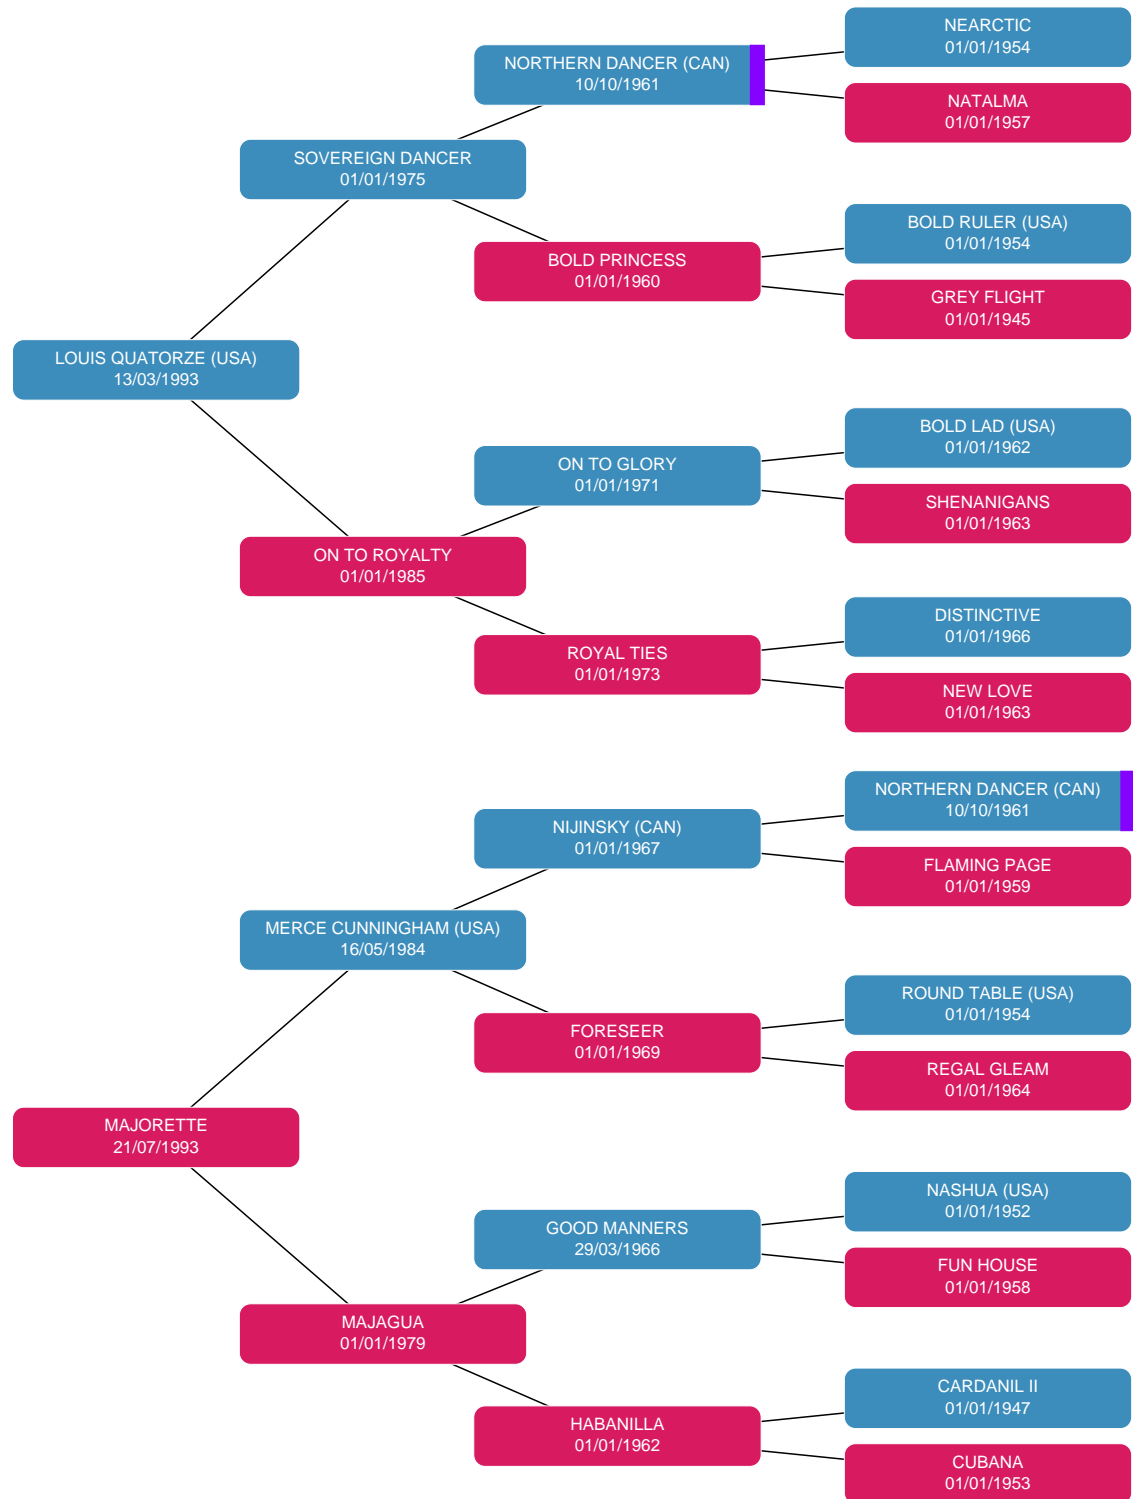 NEARCTIC
01/01/1954
NORTHERN DANCER (CAN)
10/10/1961
NATALMA
01/01/1957
SOVEREIGN DANCER
01/01/1975
BOLD RULER (USA)
01/01/1954
BOLD PRINCESS
01/01/1960
GREY FLIGHT
01/01/1945
LOUIS QUATORZE (USA)
13/03/1993
BOLD LAD (USA)
01/01/1962
ON TO GLORY
01/01/1971
SHENANIGANS
01/01/1963
ON TO ROYALTY
01/01/1985
DISTINCTIVE
01/01/1966
ROYAL TIES
01/01/1973
NEW LOVE
01/01/1963
NORTHERN DANCER (CAN)
10/10/1961
NIJINSKY (CAN)
01/01/1967
FLAMING PAGE
01/01/1959
MERCE CUNNINGHAM (USA)
16/05/1984
ROUND TABLE (USA)
01/01/1954
FORESEER
01/01/1969
REGAL GLEAM
01/01/1964
MAJORETTE
21/07/1993
NASHUA (USA)
01/01/1952
GOOD MANNERS
29/03/1966
FUN HOUSE
01/01/1958
MAJAGUA
01/01/1979
CARDANIL II
01/01/1947
HABANILLA
01/01/1962
CUBANA
01/01/1953